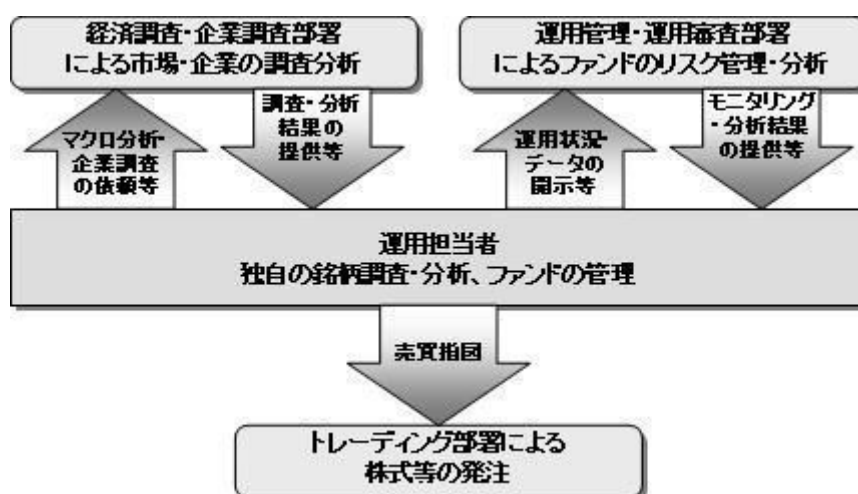 経済調査・企業調査部署
による市場・企業の調査分析
運用管理・運用審査部署
によるファンドのリスク管理・分析
マクロ分析・
企業調査
の依頼等
調査・分析
結果の
提供等
運用状況・
データの
開示等
モニタリング
・分析結果
の提供等
運用担当者
独自の銘柄調査・分析、ファンドの管理
売買指図
トレーディング部署による
株式等の発注